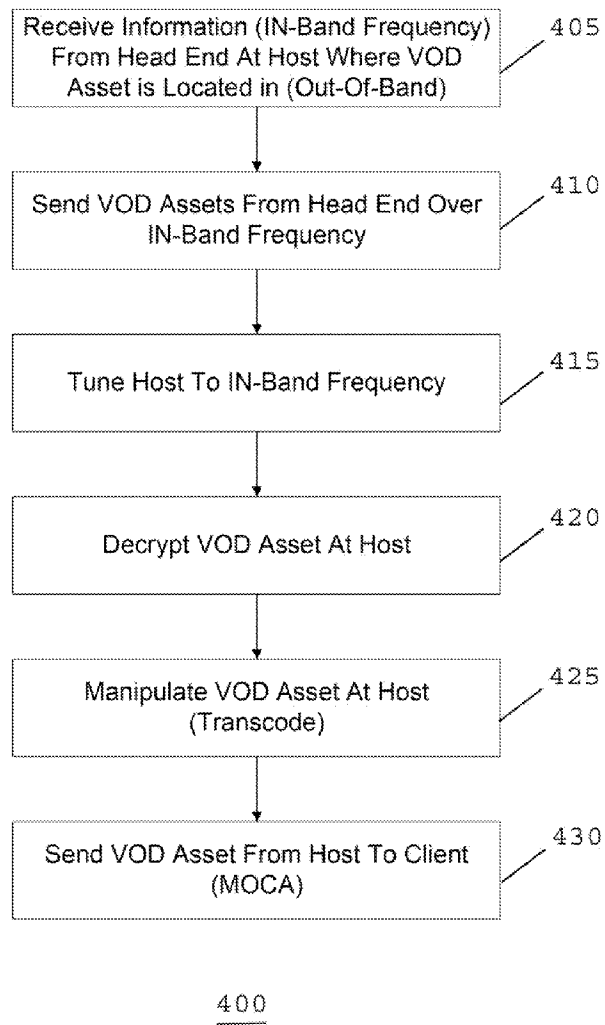 Receive Information (IN-Band Frequency)
From Head End At Host Where VOD
Asset is Located in (Out-Of-Band)
405
Send VOD Assets From Head End Over
IN-Band Frequency
410
Tune Host To IN-Band Frequency
415
Decrypt VOD Asset At Host
420
Manipulate VOD Asset At Host
(Transcode)
425
Send VOD Asset From Host To Client
(MOCA)
430
400